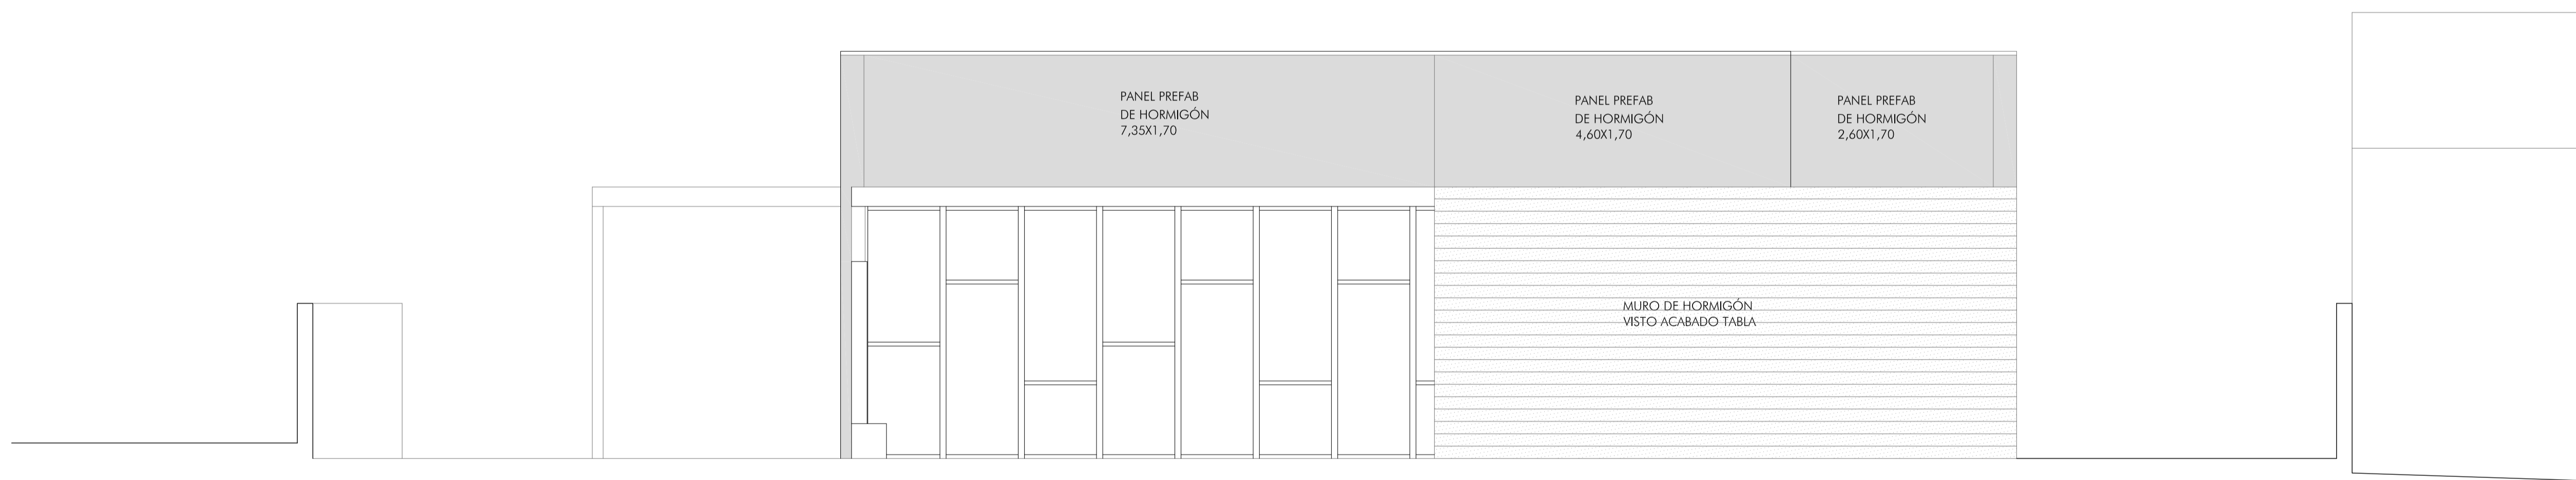 PANEL PREFAB
DE HORMIGÓN
7,35X1,70
PANEL PREFAB
DE HORMIGÓN
4,60X1,70
PANEL PREFAB
DE HORMIGÓN
2,60X1,70
MURO DE HORMIGÓN
VISTO ACABADO TABLA